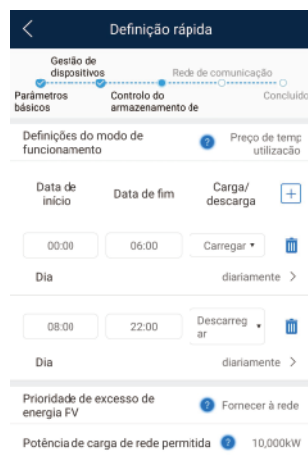 Definição rápida
Gestão de
dispositivos
Rede de comunicação
Parâmetros
básicos
Controlo do
armazenamento de
Concluído
Definições do modo de
funcionamento
Preço de temp
utilização
Data de
início
Data de fim
Carga/
descarga
00:00
06:00
Carregar
Dia
diariamente
08:00
22:00
Descarreg
ar
Dia
diariamente
Prioridade de excesso de
energia FV
Fornecer à rede
Potência de carga de rede permitida
10,000kW